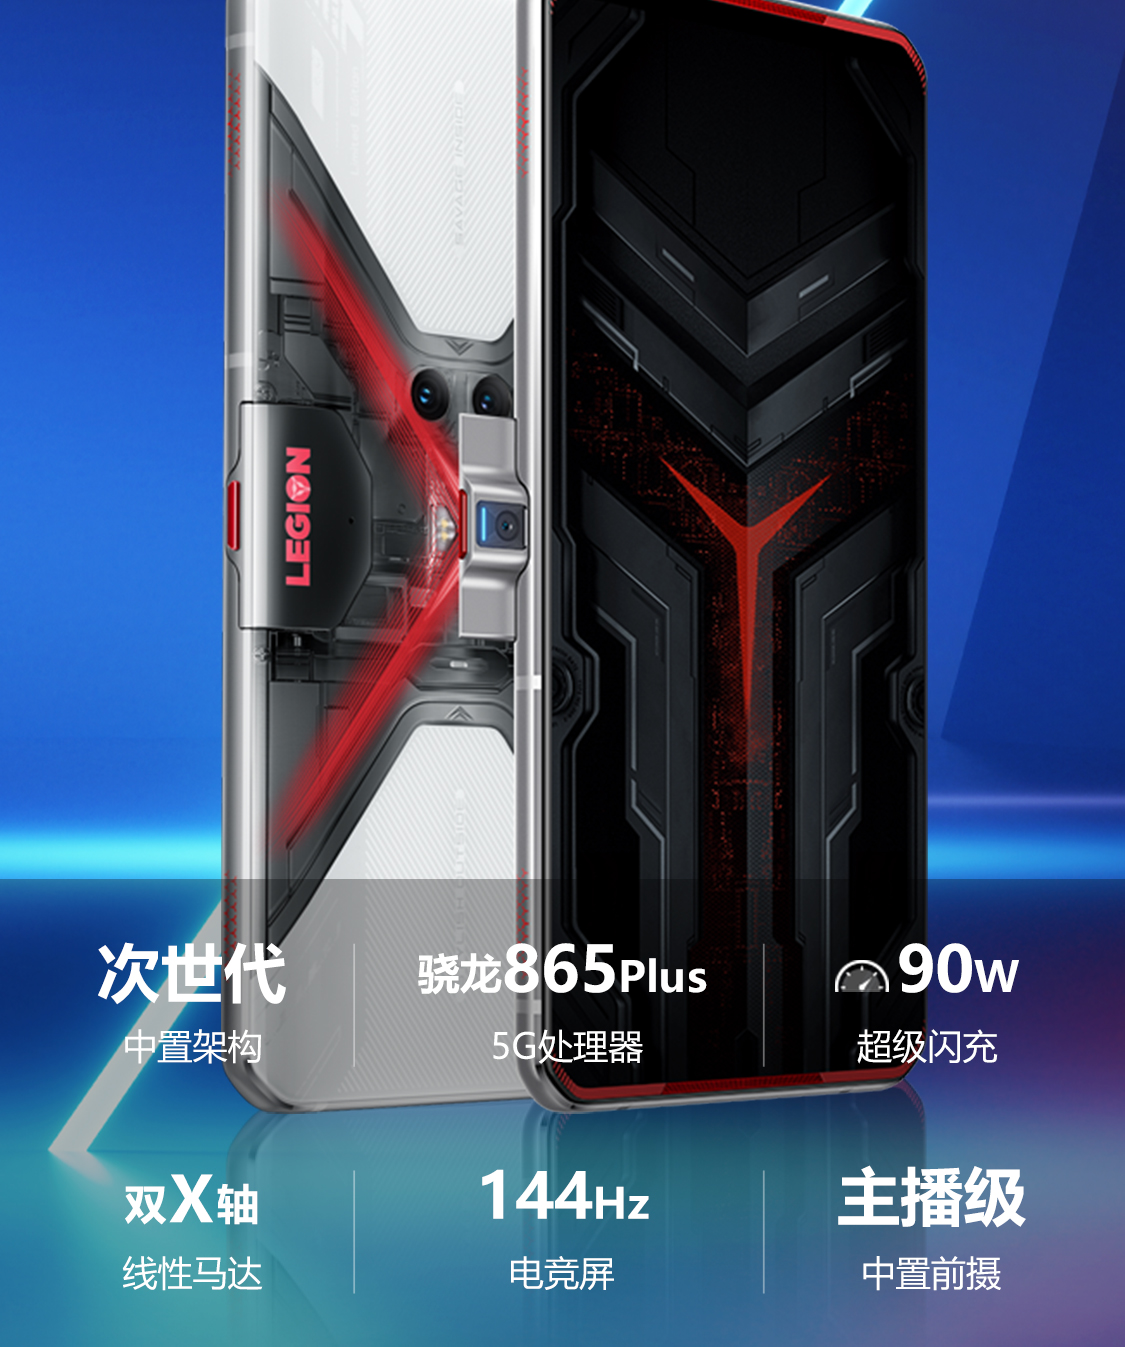 SAVAGE INSIDE
LEGION
次世代
中置架构
骁龙865Plus
5G处理器
90W
超级闪充
双X轴
线性马达
144Hz
电竞屏
主播级
中置前摄